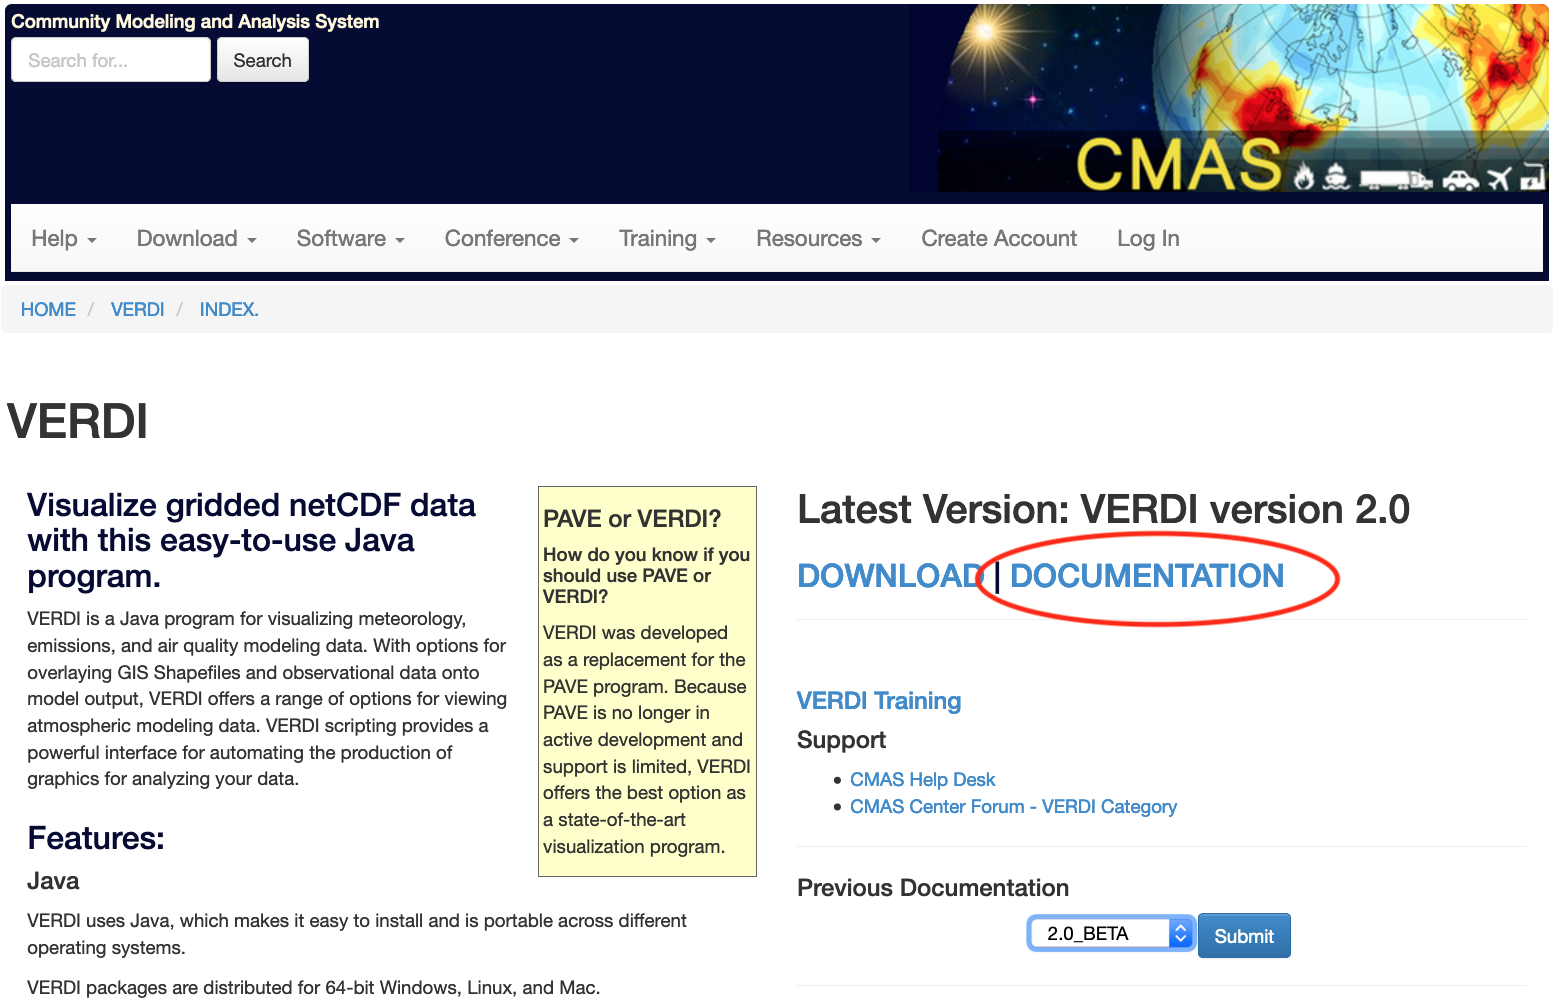 Community Modeling and Analysis System
Search for...
Search
CMAS
Help
Download
Software
Conference
Training
Resources
Create Account
Log In
HOME / VERDI / INDEX.
VERDI
Visualize gridded netCDF data
with this easy-to-use Java
program.
VERDI is a Java program for visualizing meteorology,
emissions, and air quality modeling data. With options for
overlaying GIS Shapefiles and observational data onto
model output, VERDI offers a range of options for viewing
atmospheric modeling data. VERDI scripting provides a
powerful interface for automating the production of
graphics for analyzing your data.
Features:
Java
VERDI uses Java, which makes it easy to install and is portable across different
operating systems.
VERDI packages are distributed for 64-bit Windows, Linux, and Mac.
PAVE or VERDI?
How do you know if you
should use PAVE or
VERDI?
VERDI was developed
as a replacement for the
PAVE program. Because
PAVE is no longer in
active development and
support is limited, VERDI
offers the best option as
a state-of-the-art
visualization program.
Latest Version: VERDI version 2.0
DOWNLOAD | DOCUMENTATION
VERDI Training
Support
• CMAS Help Desk
• CMAS Center Forum - VERDI Category
Previous Documentation
2.0_BETA
Submit